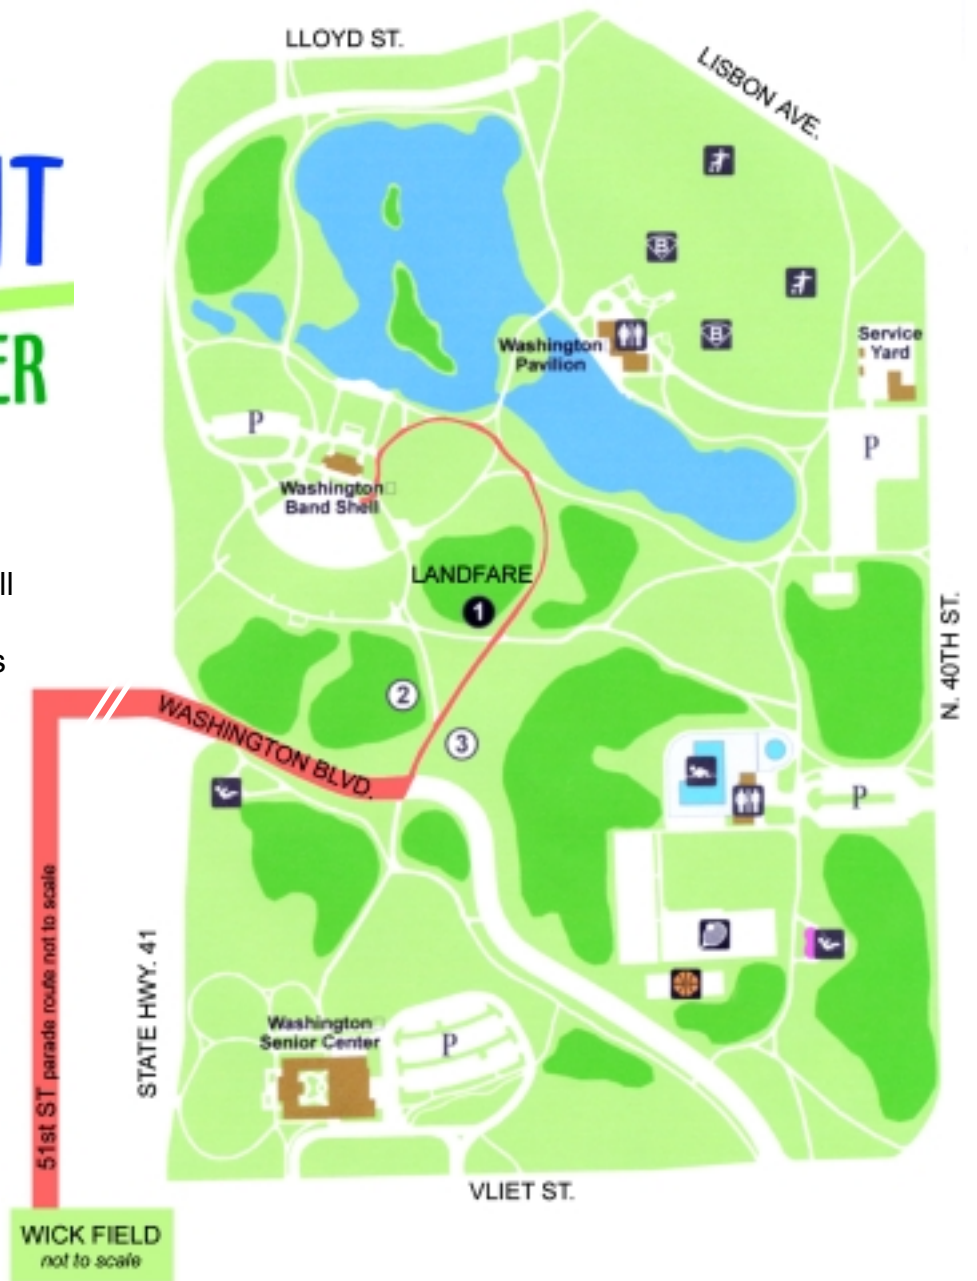 LLOYD ST.
LISBON AVE.
B
B
Washington
Pavilion
Service
Yard
P
P
Washington
Band Shell
LANDFARE
1
2
3
WASHINGTON BLVD.
N. 40TH ST.
P
51st ST parade route not to scale
STATE HWY. 41
Washington
Senior Center
P
VLIET ST.
WICK FIELD
not to scale